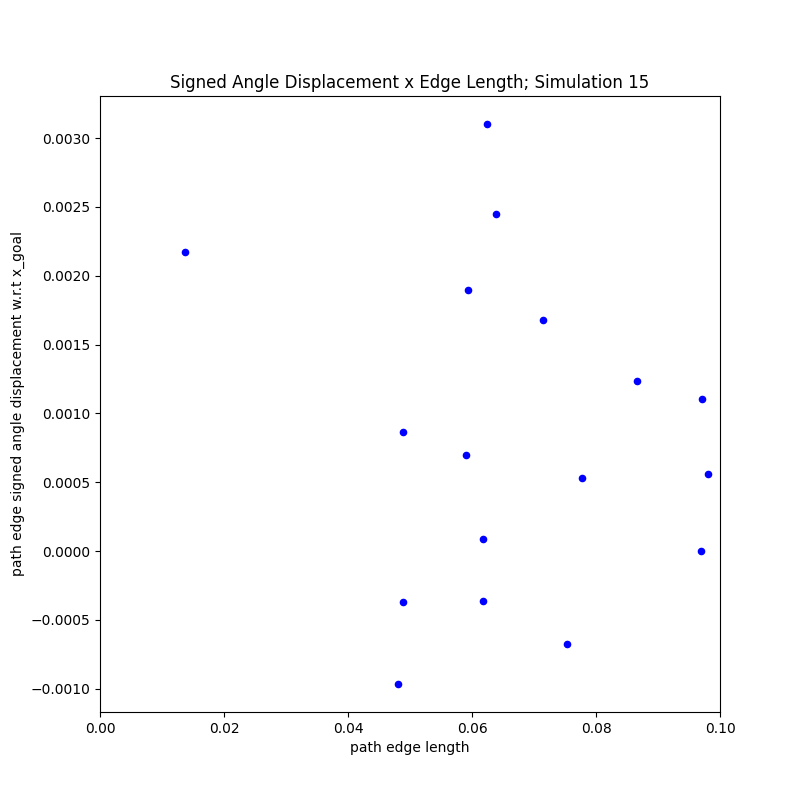 Signed Angle Displacement x Edge Length; Simulation 15
path edge signed angle displacement w.r.t x_goal
0.0030
0.0025
0.0020
0.0015
0.0010
0.0005
0.0000
−0.0005
−0.0010
0.00 0.02 0.04 0.06 0.08 0.10
path edge length